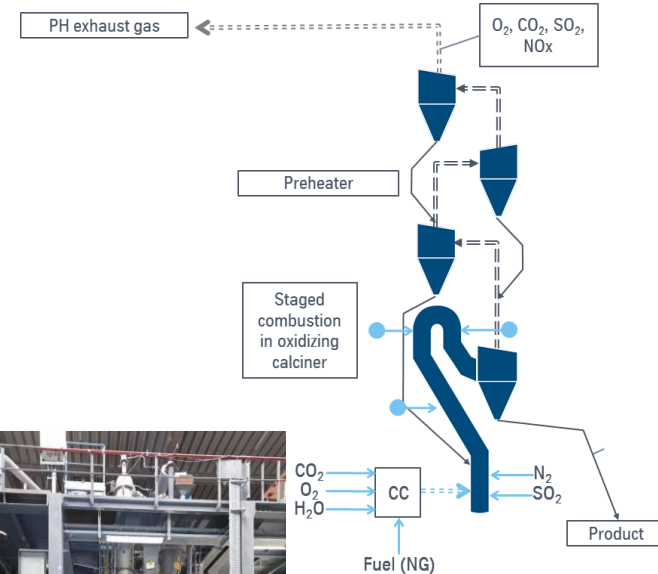 PH exhaust gas
O₂, CO₂, SO₂,
NOx
Preheater
Staged
combustion
in oxidizing
calciner
CO₂
O₂
H₂O
CC
N₂
SO₂
Fuel (NG)
Product